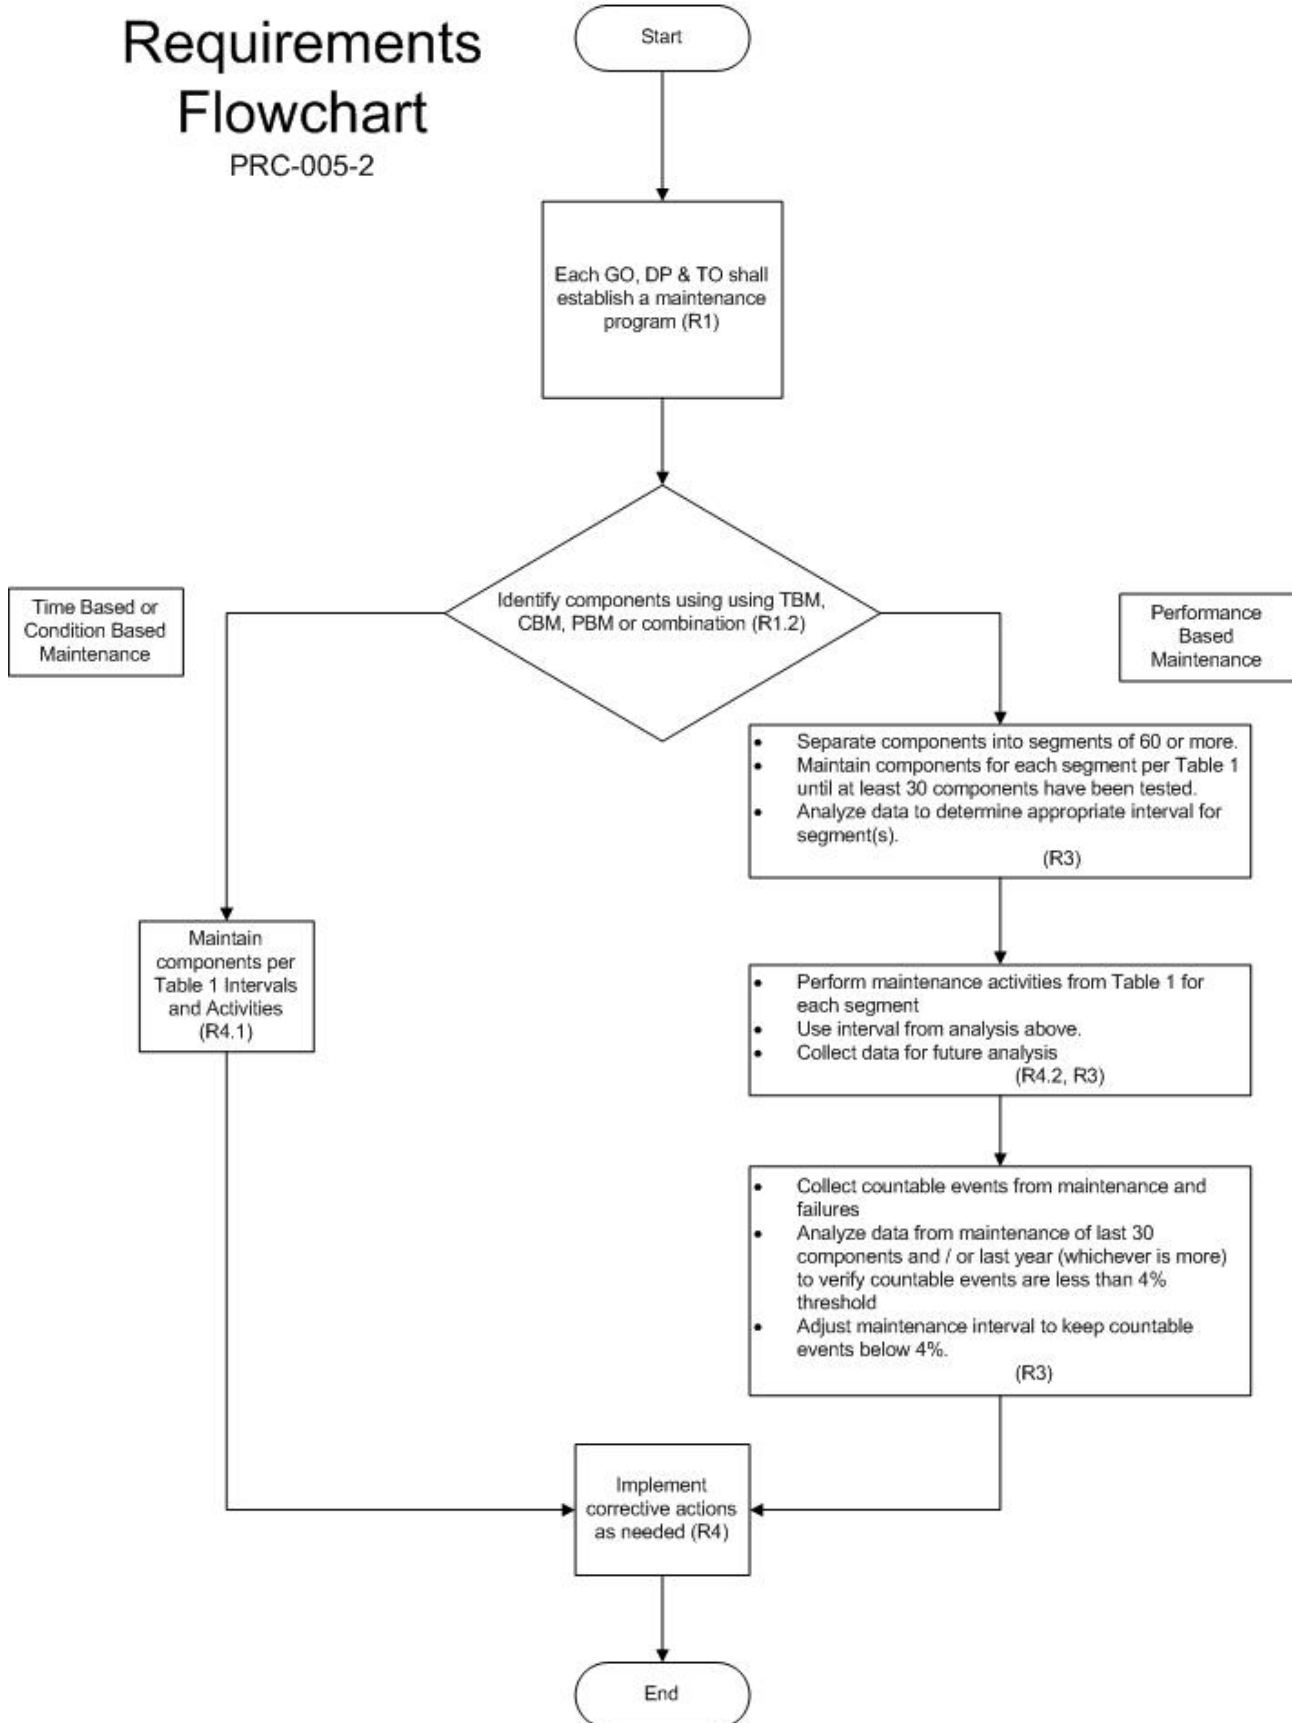 Requirements
Flowchart
PRC-005-2
Start
Each GO, DP & TO shall
establish a maintenance
program (R1)
Identify components using using TBM,
CBM, PBM or combination (R1.2)
Time Based or
Condition Based
Maintenance
Performance
Based
Maintenance
• Separate components into segments of 60 or more.
• Maintain components for each segment per Table 1
until at least 30 components have been tested.
• Analyze data to determine appropriate interval for
segment(s).
(R3)
Maintain
components per
Table 1 Intervals
and Activities
(R4.1)
• Perform maintenance activities from Table 1 for
each segment
• Use interval from analysis above.
• Collect data for future analysis
(R4.2, R3)
• Collect countable events from maintenance and
failures
• Analyze data from maintenance of last 30
components and / or last year (whichever is more)
to verify countable events are less than 4%
threshold
• Adjust maintenance interval to keep countable
events below 4%.
(R3)
Implement
corrective actions
as needed (R4)
End